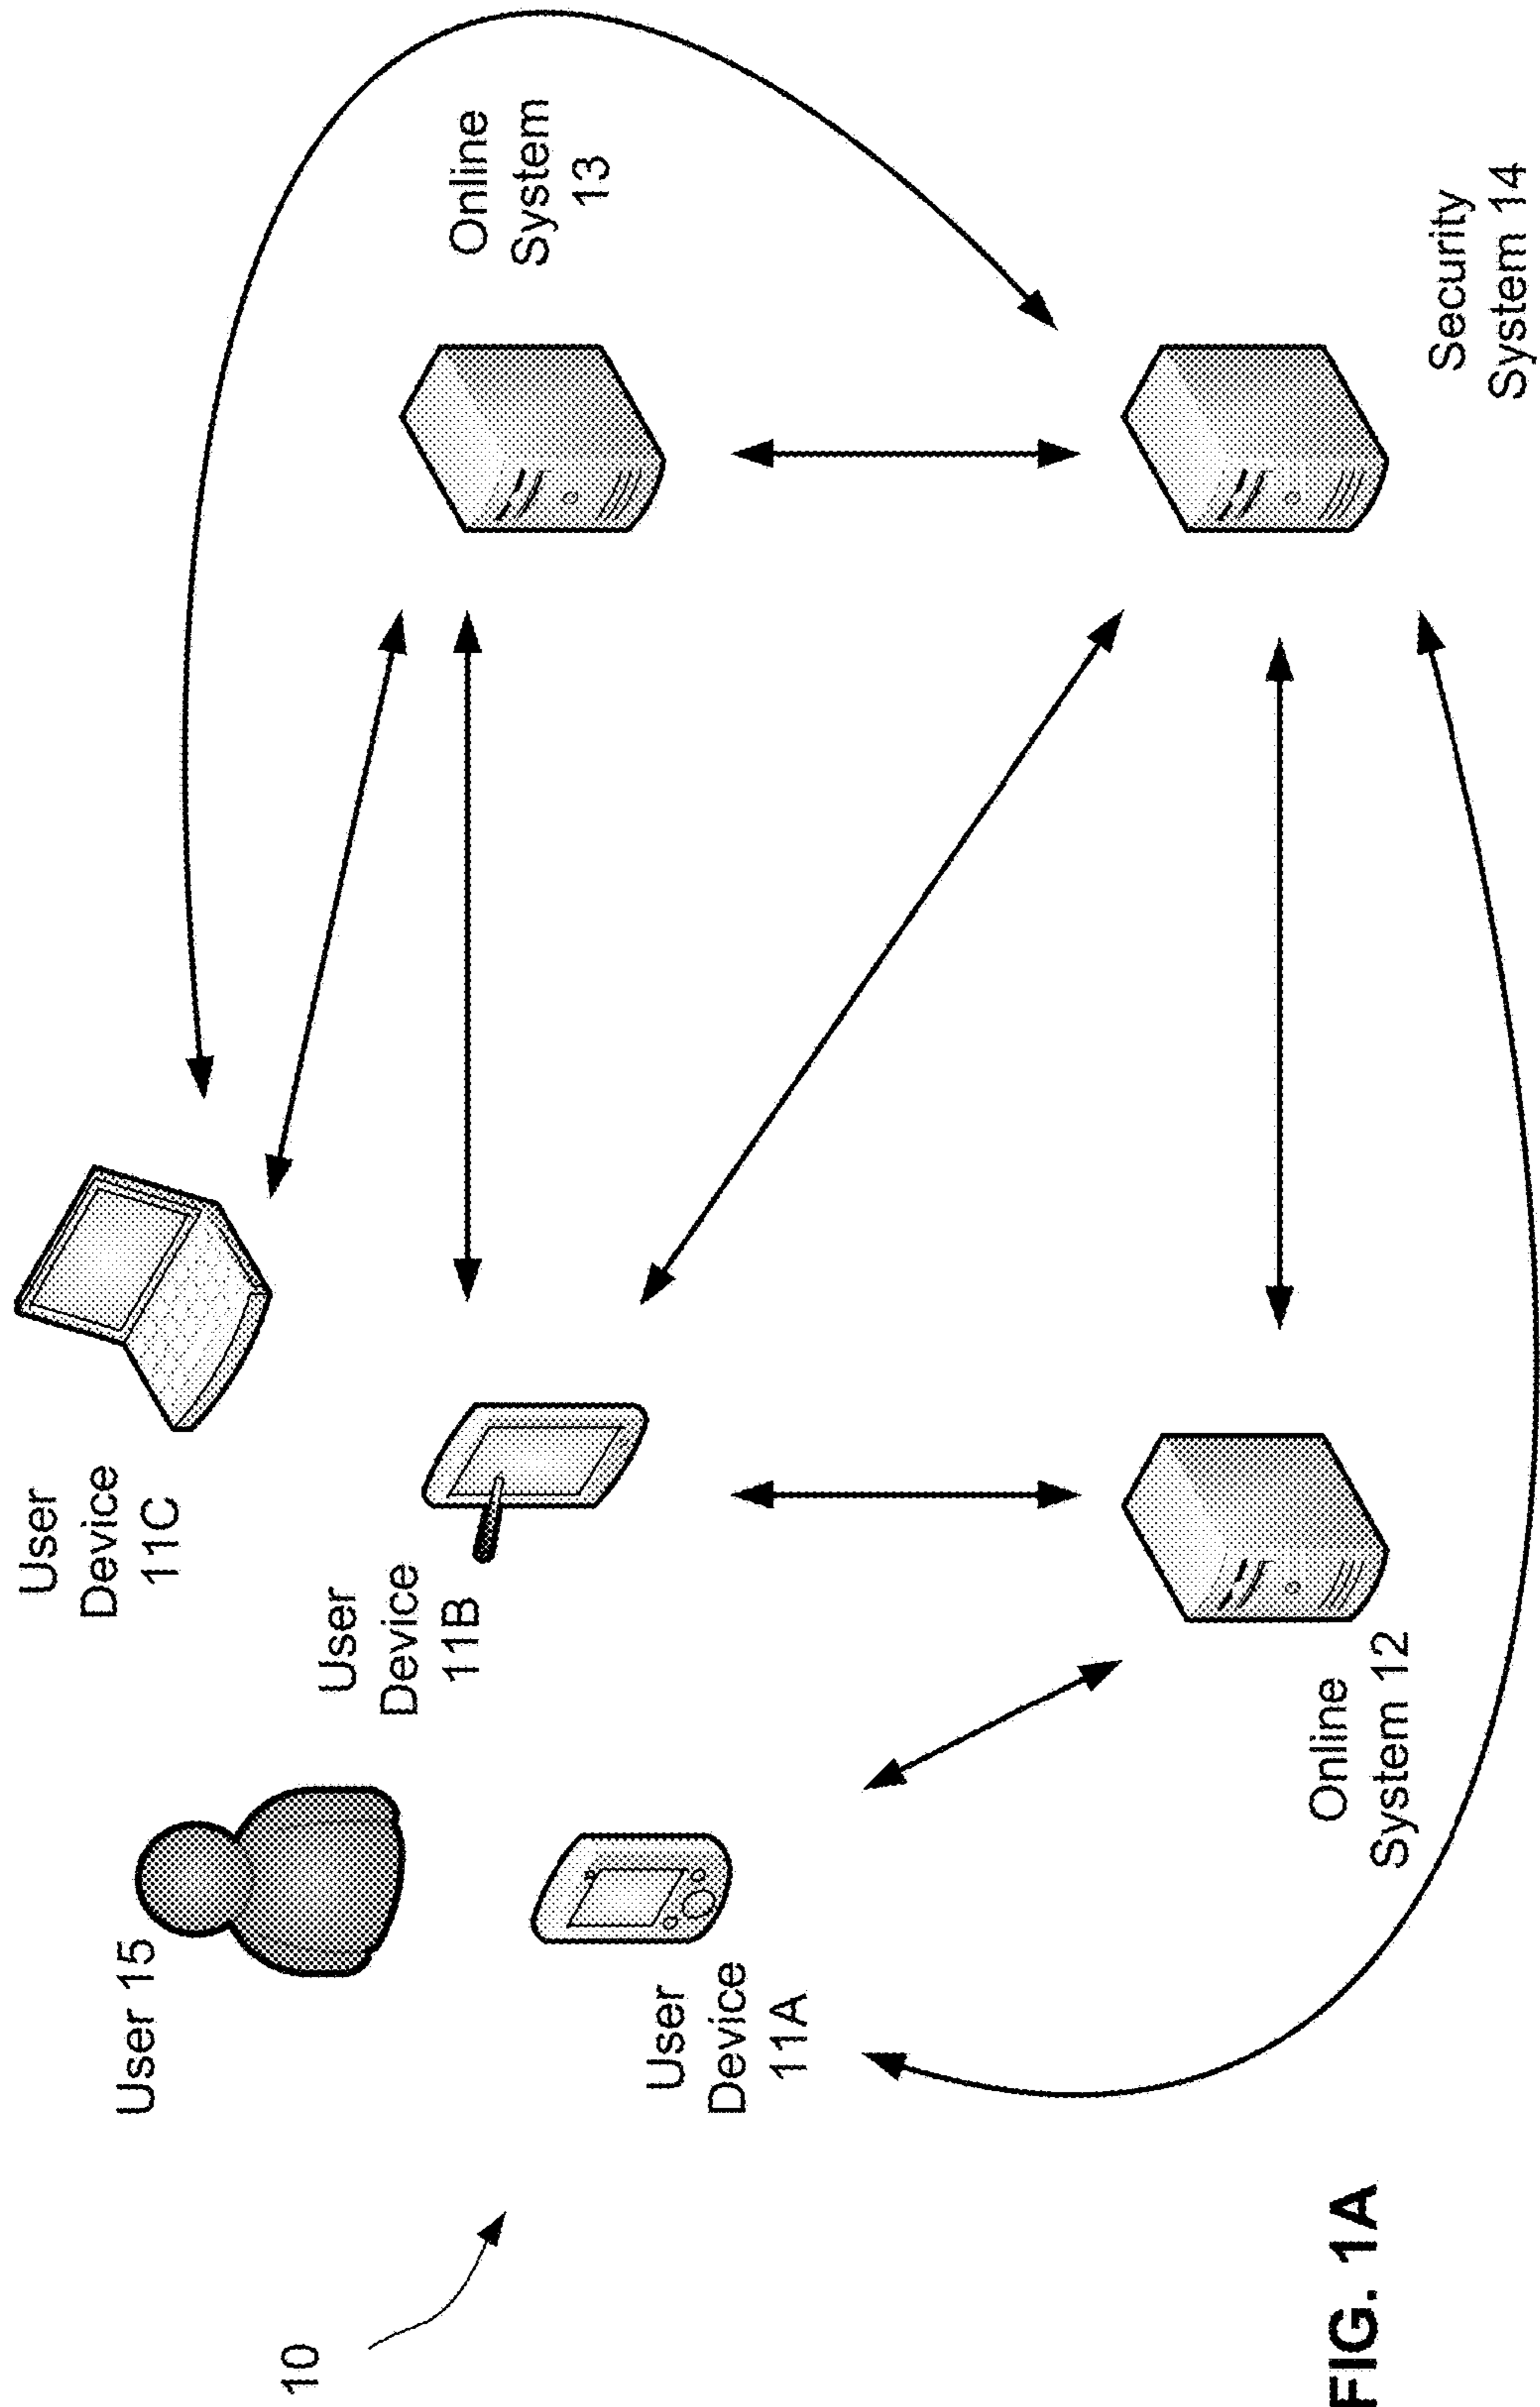 10
User 15
User
Device
11A
User
Device
11B
User
Device
11C
Online
System
13
Online
System 12
Security
System 14
FIG. 1A